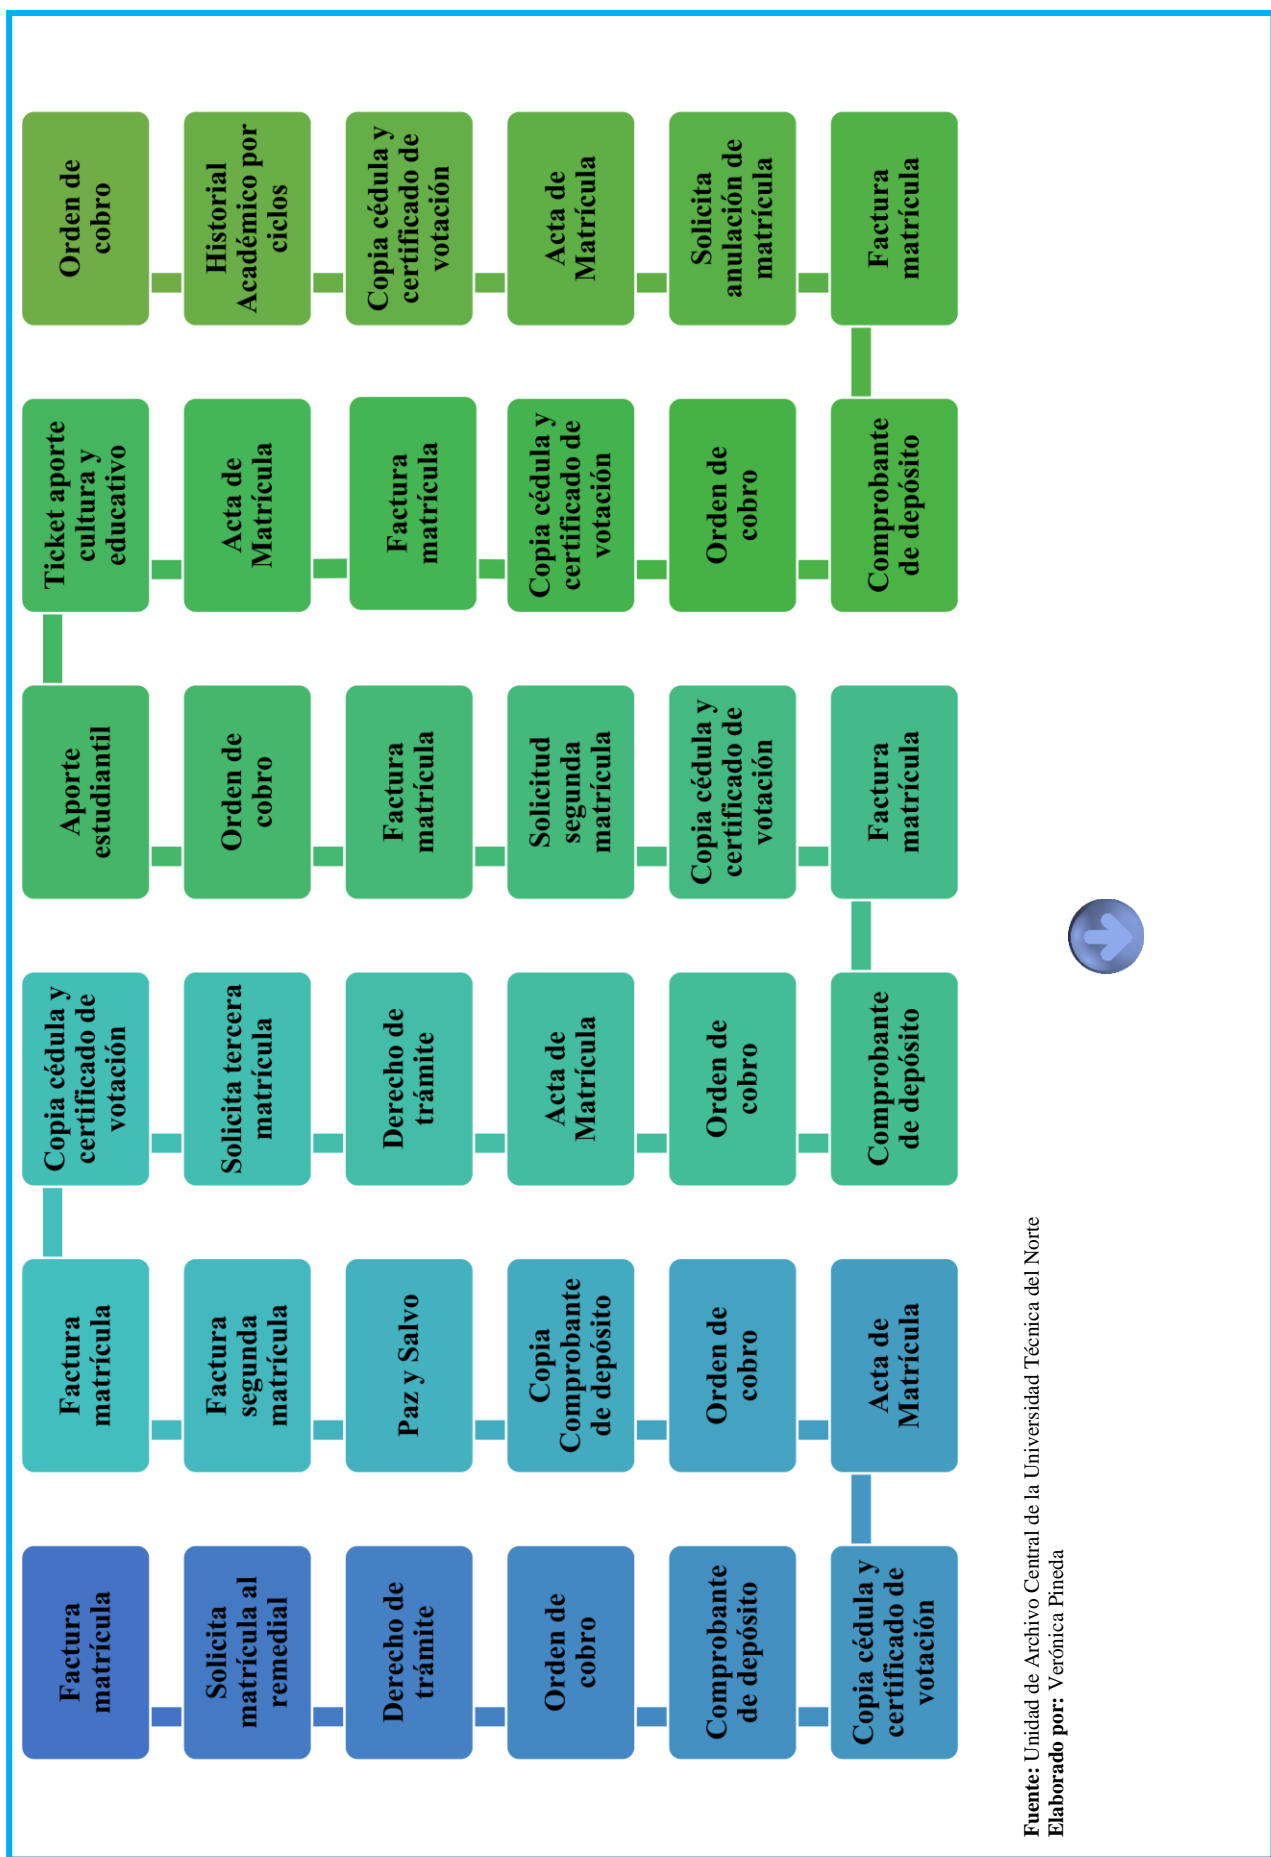 Factura
matrícula
Solicita
matrícula al
remedial
Derecho de
trámite
Orden de
cobro
Comprobante
de depósito
Copia cédula y
certificado de
votación
Acta de
Matrícula
Orden de
cobro
Copia
Comprobante
de depósito
Paz y Salvo
Factura
segunda
matrícula
Factura
matrícula
Copia cédula y
certificado de
votación
Solicita tercera
matrícula
Derecho de
trámite
Acta de
Matrícula
Orden de
cobro
Comprobante
de depósito
Factura
matrícula
Copia cédula y
certificado de
votación
Solicitud
segunda
matrícula
Factura
matrícula
Orden de
cobro
Aporte
estudiantil
Ticket aporte
cultura y
educativo
Acta de
Matrícula
Factura
matrícula
Copia cédula y
certificado de
votación
Orden de
cobro
Comprobante
de depósito
Factura
matrícula
Solicita
anulación de
matrícula
Acta de
Matrícula
Copia cédula y
certificado de
votación
Historial
Académico por
ciclos
Orden de
cobro
Fuente: Unidad de Archivo Central de la Universidad Técnica del Norte
Elaborado por: Verónica Pineda